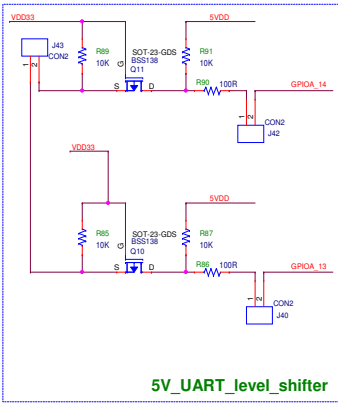 VDD33
5VDD
J43
CON2
1
2
R89
10K
G
SOT-23-GDS
BSS138
Q11
S
D
R91
10K
R90
100R
GPIOA_14
1
2
CON2
J42
VDD33
5VDD
R85
10K
G
SOT-23-GDS
BSS138
Q10
S
D
R87
10K
R86
100R
GPIOA_13
1
2
CON2
J40
5V_UART_level_shifter